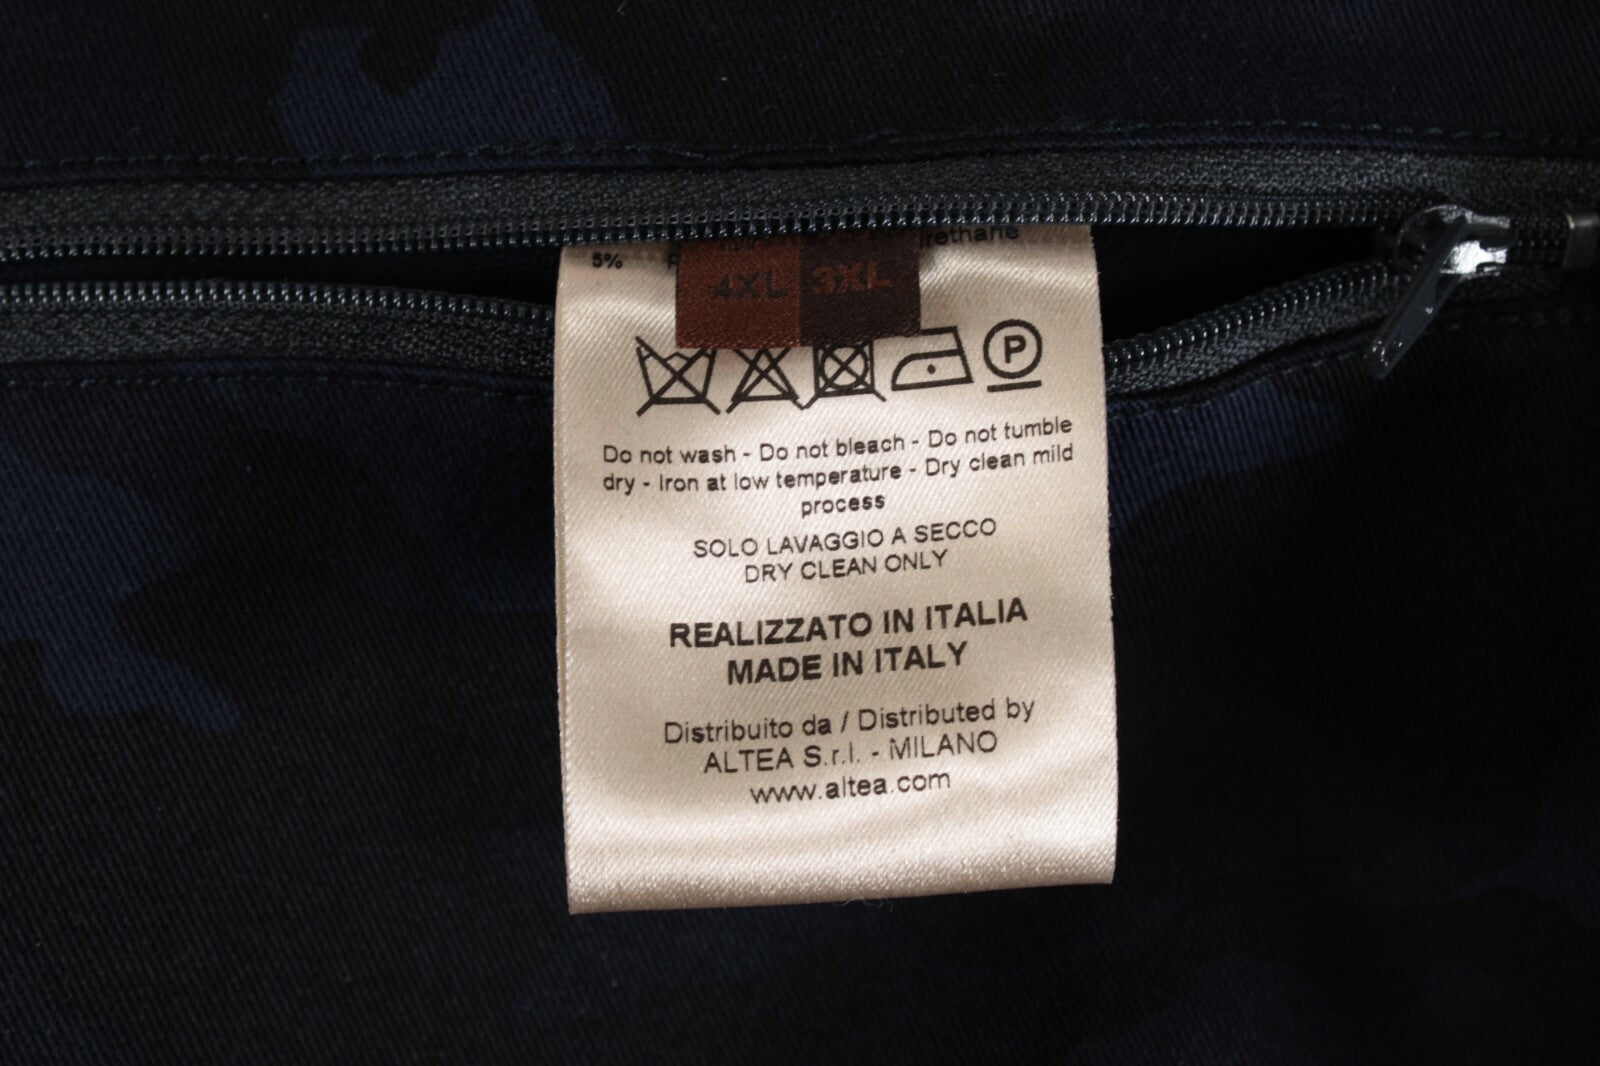 5%
4XL 3XL
P
Do not wash - Do not bleach - Do not tumble
dry - Iron at low temperature - Dry clean mild
process
SOLO LAVAGGIO A SECCO
DRY CLEAN ONLY
REALIZZATO IN ITALIA
MADE IN ITALY
Distribuito da / Distributed by
ALTEA S.r.l. - MILANO
www.altea.com